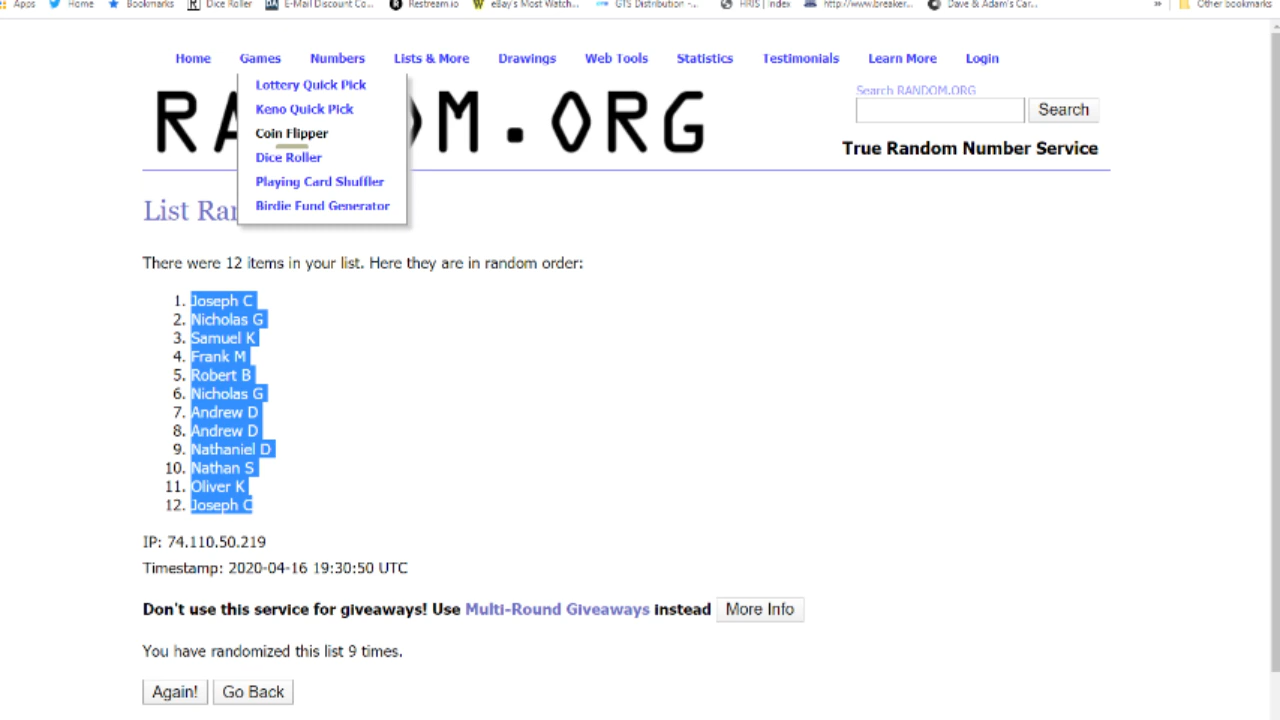 Apps Home Bookmarks Dice Roller E-Mail Discount Co... Restream.io eBay's Most Watch... GTS Distribution -... HRIS | Index http://www.breaker... Dave & Adam's Car... » Other bookmarks
Home Games Numbers Lists & More Drawings Web Tools Statistics Testimonials Learn More Login
Lottery Quick Pick
Keno Quick Pick
Coin Flipper
Dice Roller
Playing Card Shuffler
Birdie Fund Generator
Search RANDOM.ORG
Search
True Random Number Service
List Ra
There were 12 items in your list. Here they are in random order:
1. Joseph C
2. Nicholas G
3. Samuel K
4. Frank M
5. Robert B
6. Nicholas G
7. Andrew D
8. Andrew D
9. Nathaniel D
10. Nathan S
11. Oliver K
12. Joseph C
IP: 74.110.50.219
Timestamp: 2020-04-16 19:30:50 UTC
Don't use this service for giveaways! Use Multi-Round Giveaways instead More Info
You have randomized this list 9 times.
Again! Go Back